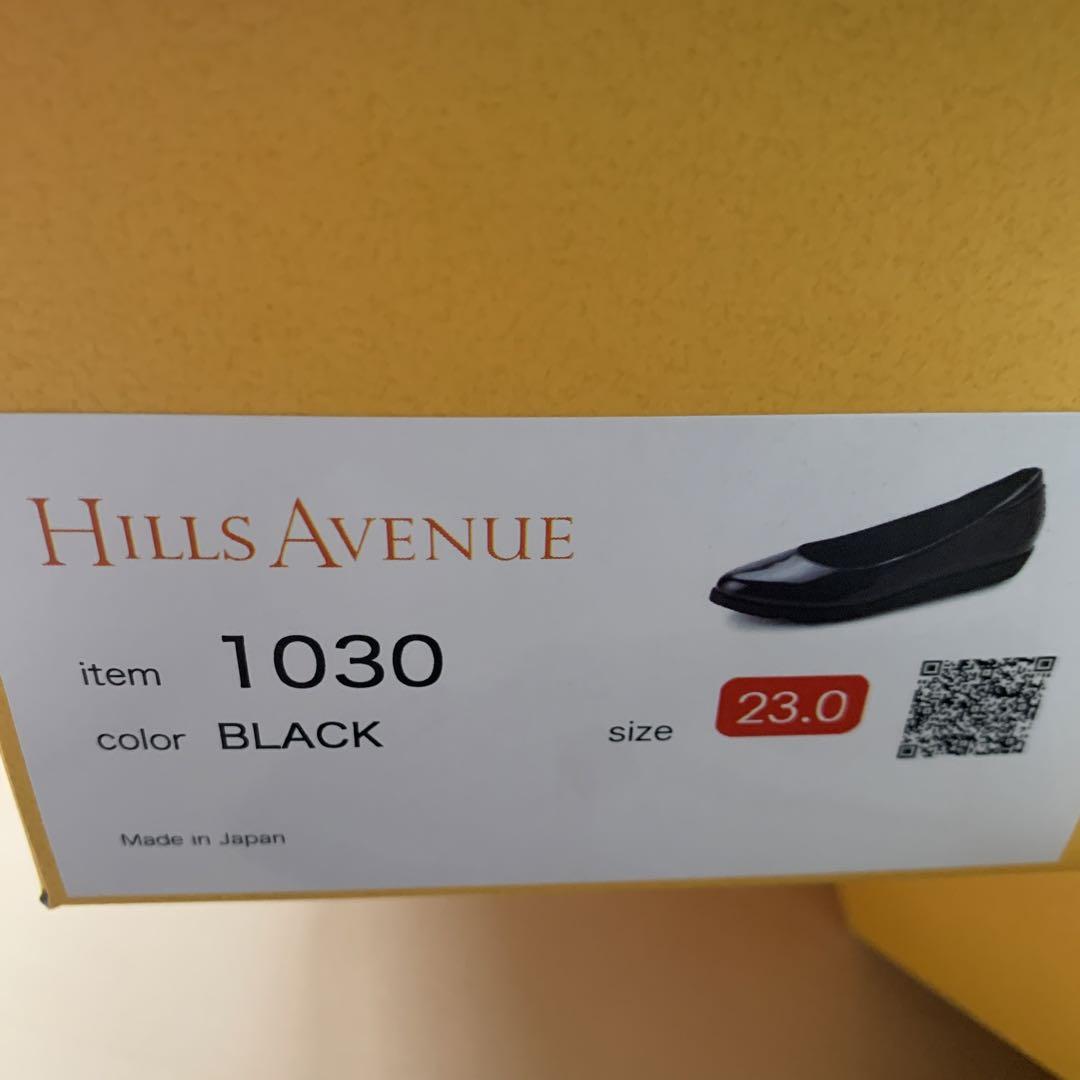 HILLS AVENUE
item 1030
color BLACK
size 23.0
Made in Japan